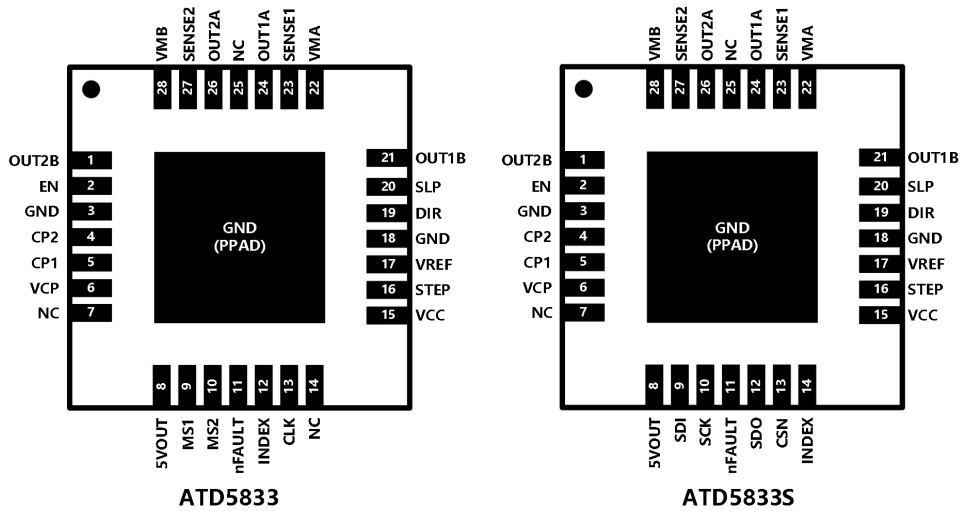 VMB
SENSE2
OUT2A
NC
OUT1A
SENSE1
VMA
28
27
26
25
24
23
22
OUT2B 1
EN 2
GND 3
CP2 4
CP1 5
VCP 6
NC 7
GND
(PPAD)
21 OUT1B
20 SLP
19 DIR
18 GND
17 VREF
16 STEP
15 VCC
8
9
10
11
12
13
14
5VOUT
MS1
MS2
nFAULT
INDEX
CLK
NC
ATD5833
VMB
SENSE2
OUT2A
NC
OUT1A
SENSE1
VMA
28
27
26
25
24
23
22
OUT2B 1
EN 2
GND 3
CP2 4
CP1 5
VCP 6
NC 7
GND
(PPAD)
21 OUT1B
20 SLP
19 DIR
18 GND
17 VREF
16 STEP
15 VCC
8
9
10
11
12
13
14
5VOUT
SDI
SCK
nFAULT
SDO
CSN
INDEX
ATD5833S